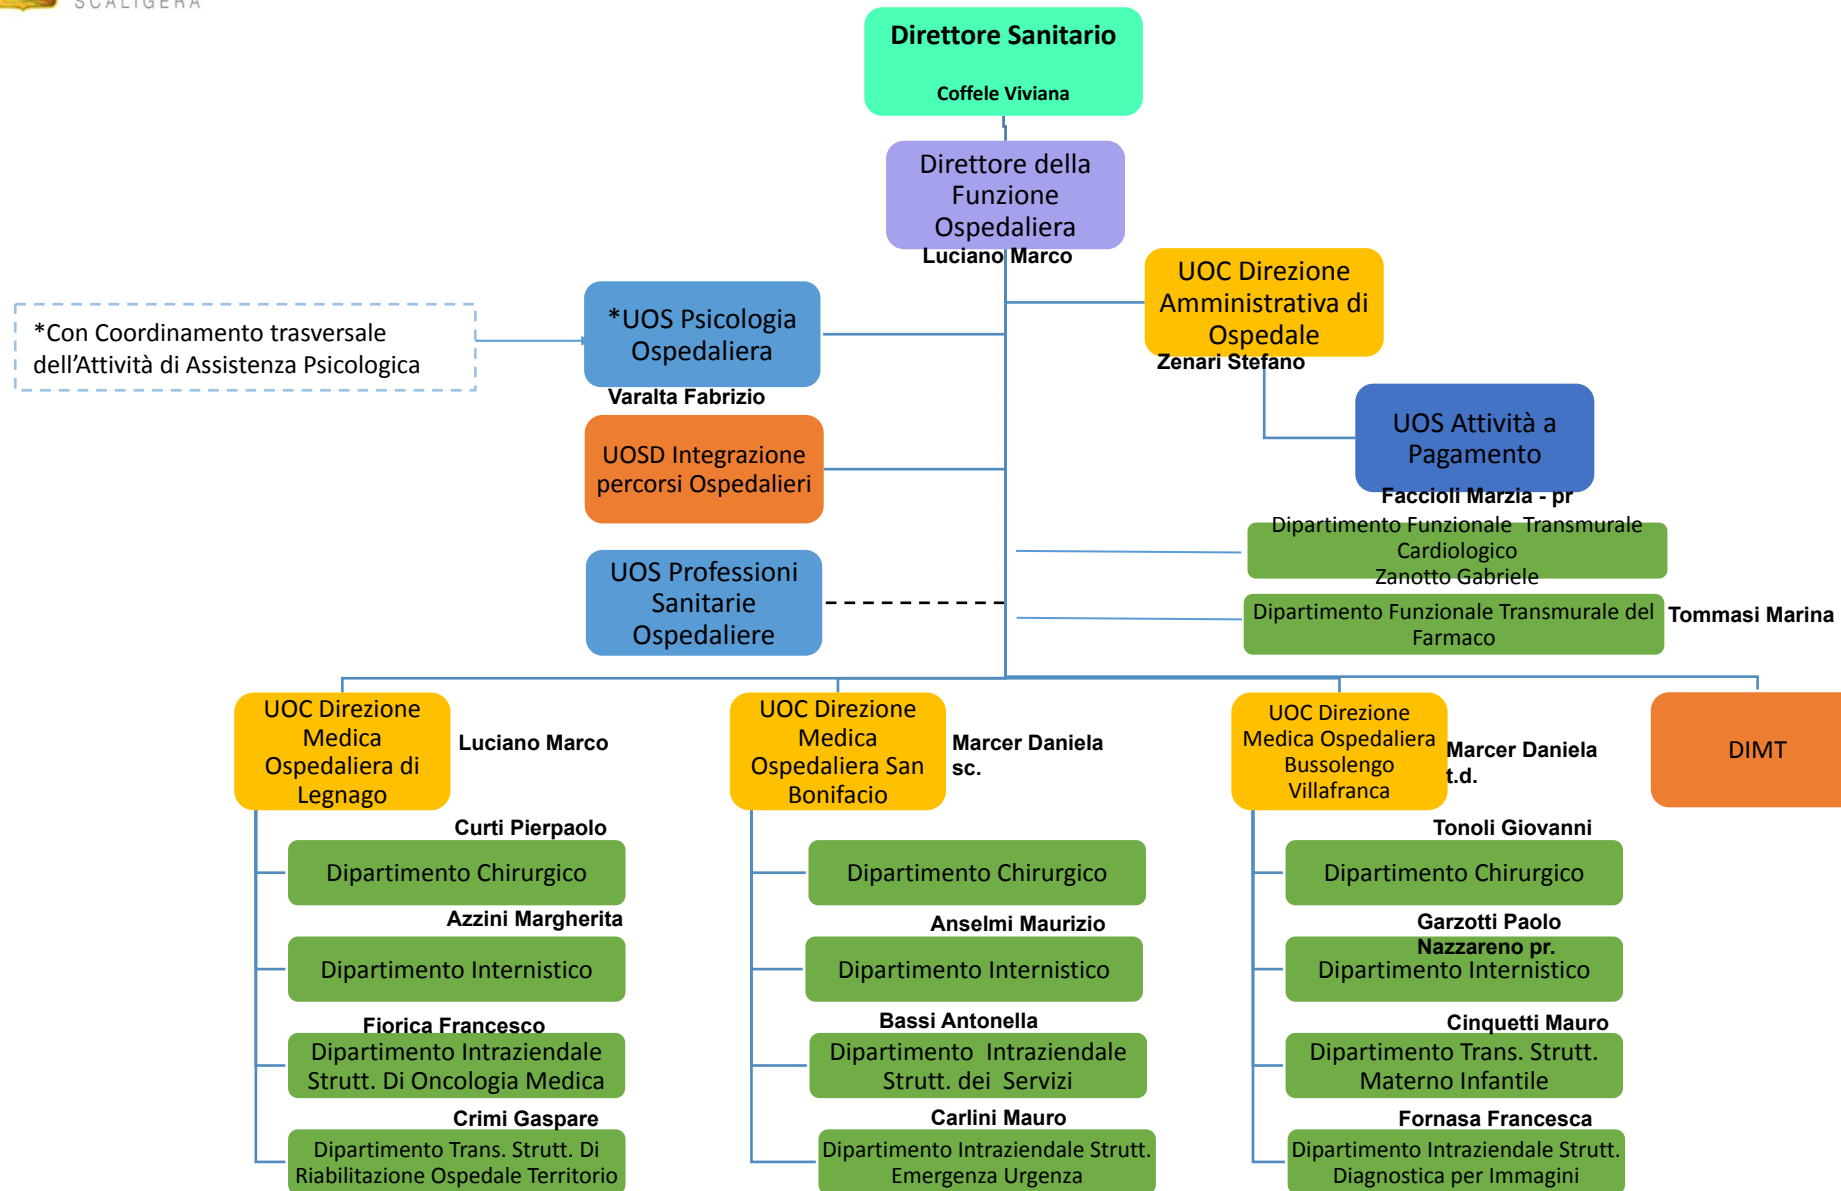 SCALIGERA
Direttore Sanitario
Coffele Viviana
Direttore della
Funzione
Ospedaliera
Luciano Marco
UOC Direzione
Amministrativa di
Ospedale
Zenari Stefano
*UOS Psicologia
Ospedaliera
*Con Coordinamento trasversale
dell'Attività di Assistenza Psicologica
Varalta Fabrizio
UOS Attività a
Pagamento
Faccioli Marzia - pr
UOSD Integrazione
percorsi Ospedalieri
Dipartimento Funzionale  Transmurale
Cardiologico
Zanotto Gabriele
UOS Professioni
Sanitarie
Ospedaliere
Dipartimento Funzionale Transmurale del
Farmaco
Tommasi Marina
UOC Direzione
Medica
Ospedaliera di
Legnago
Luciano Marco
UOC Direzione
Medica
Ospedaliera San
Bonifacio
Marcer Daniela
sc.
UOC Direzione
Medica Ospedaliera
Bussolengo
Villafranca
Marcer Daniela
t.d.
DIMT
Curti Pierpaolo
Dipartimento Chirurgico
Azzini Margherita
Dipartimento Internistico
Fiorica Francesco
Dipartimento Intraziendale
Strutt. Di Oncologia Medica
Crimi Gaspare
Dipartimento Trans. Strutt. Di
Riabilitazione Ospedale Territorio
Dipartimento Chirurgico
Anselmi Maurizio
Dipartimento Internistico
Bassi Antonella
Dipartimento  Intraziendale
Strutt. dei  Servizi
Carlini Mauro
Dipartimento Intraziendale Strutt.
Emergenza Urgenza
Tonoli Giovanni
Dipartimento Chirurgico
Garzotti Paolo
Nazzareno pr.
Dipartimento Internistico
Cinquetti Mauro
Dipartimento Trans. Strutt.
Materno Infantile
Fornasa Francesca
Dipartimento Intraziendale Strutt.
Diagnostica per Immagini